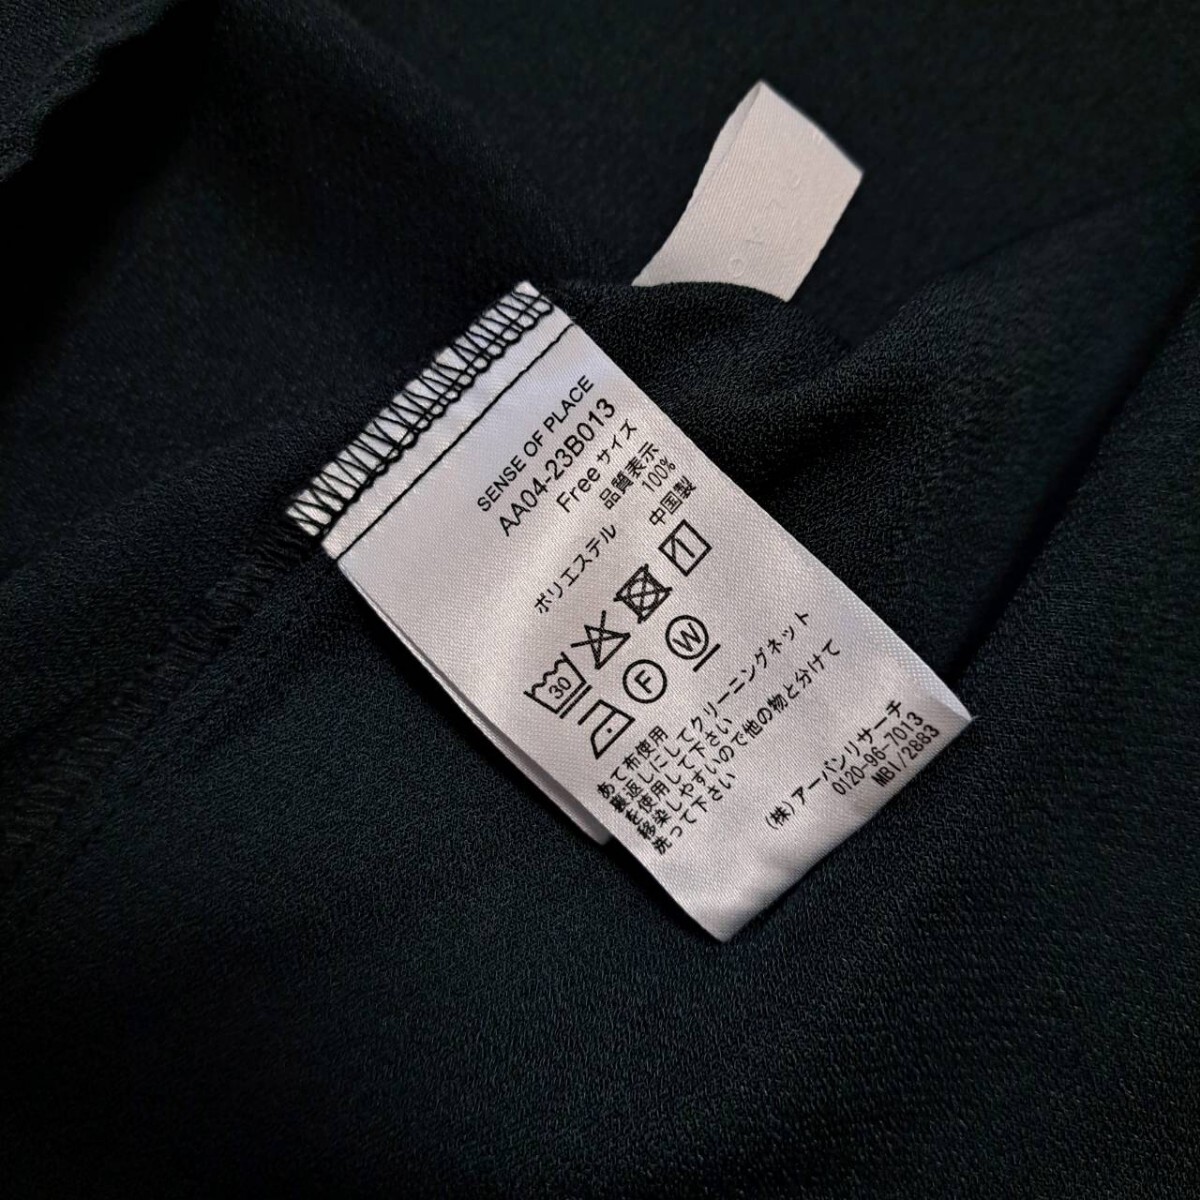 SENSE OF PLACE
AA04-23B013
Free サイズ
品質表示
ポリエステル 100%
中国製
30
F
W
あて布使用
裏返しにしてクリーニングネット
を使用して下さい
移染しやすいので他の物と分けて
洗って下さい
(株)アーバンリサーチ
0120-96-7013
MB1/2883